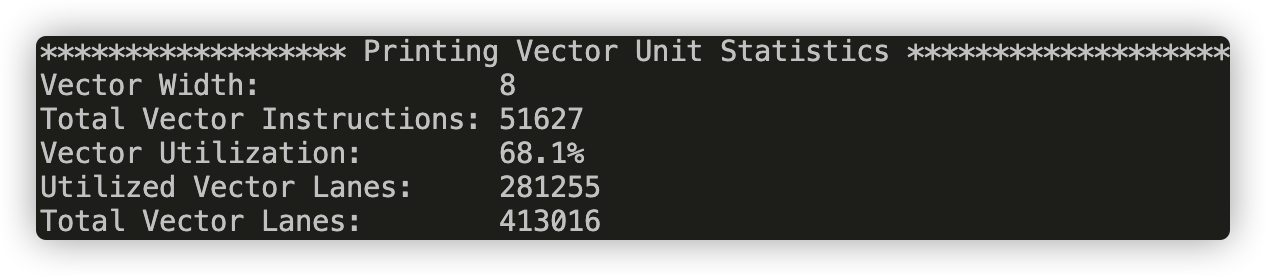 ****************** Printing Vector Unit Statistics *******************
Vector Width: 8
Total Vector Instructions: 51627
Vector Utilization: 68.1%
Utilized Vector Lanes: 281255
Total Vector Lanes: 413016